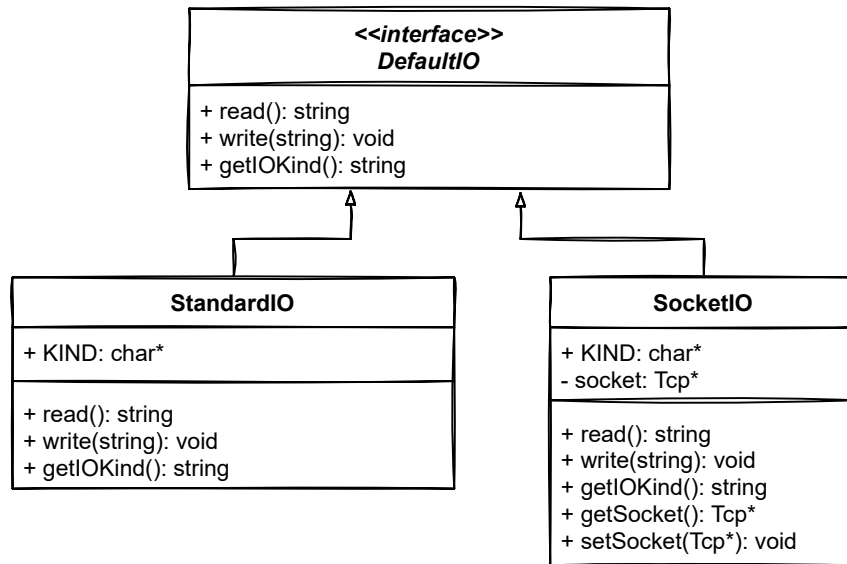 <<interface>>
DefaultIO
+ read(): string
+ write(string): void
+ getIOKind(): string
StandardIO
+ KIND: char*
+ read(): string
+ write(string): void
+ getIOKind(): string
SocketIO
+ KIND: char*
- socket: Tcp*
+ read(): string
+ write(string): void
+ getIOKind(): string
+ getSocket(): Tcp*
+ setSocket(Tcp*): void